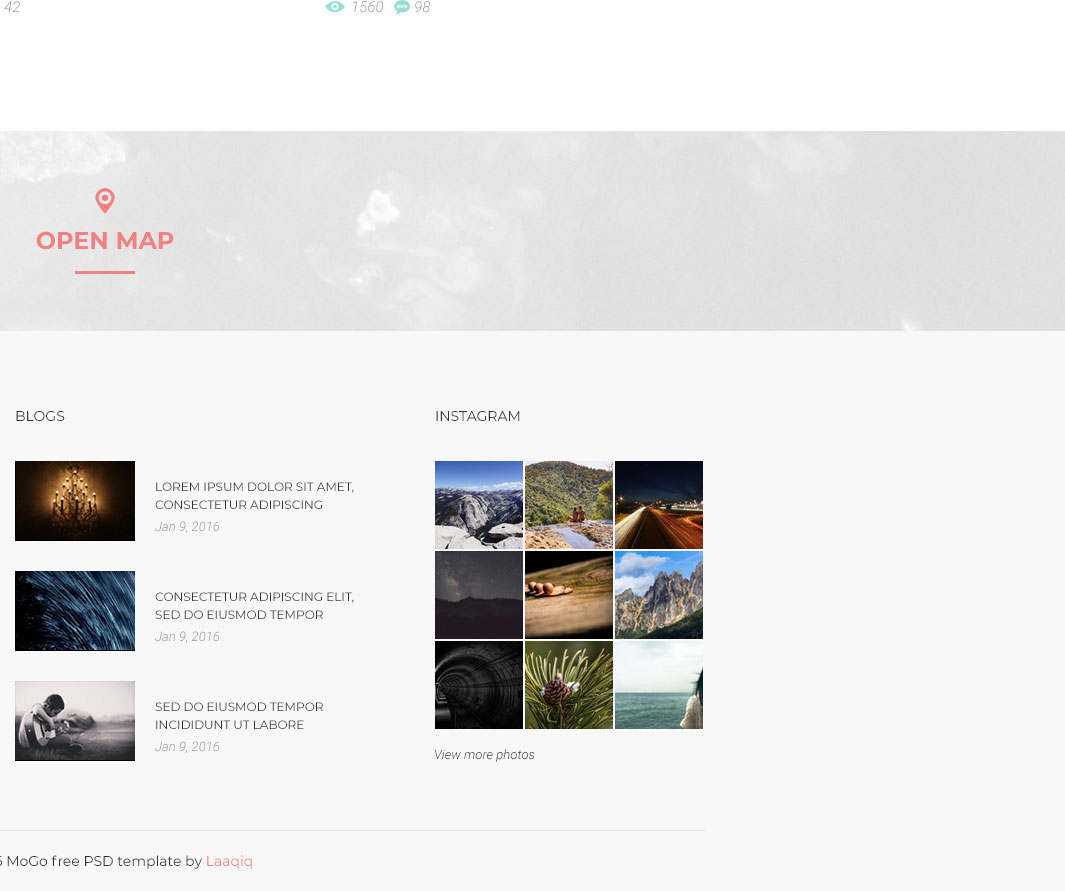 42
1560
98
OPEN MAP
BLOGS
LOREM IPSUM DOLOR SIT AMET,
CONSECTETUR ADIPISCING
Jan 9, 2016
CONSECTETUR ADIPISCING ELIT,
SED DO EIUSMOD TEMPOR
Jan 9, 2016
SED DO EIUSMOD TEMPOR
INCIDIDUNT UT LABORE
Jan 9, 2016
INSTAGRAM
View more photos
MoGo free PSD template by Laaqiq